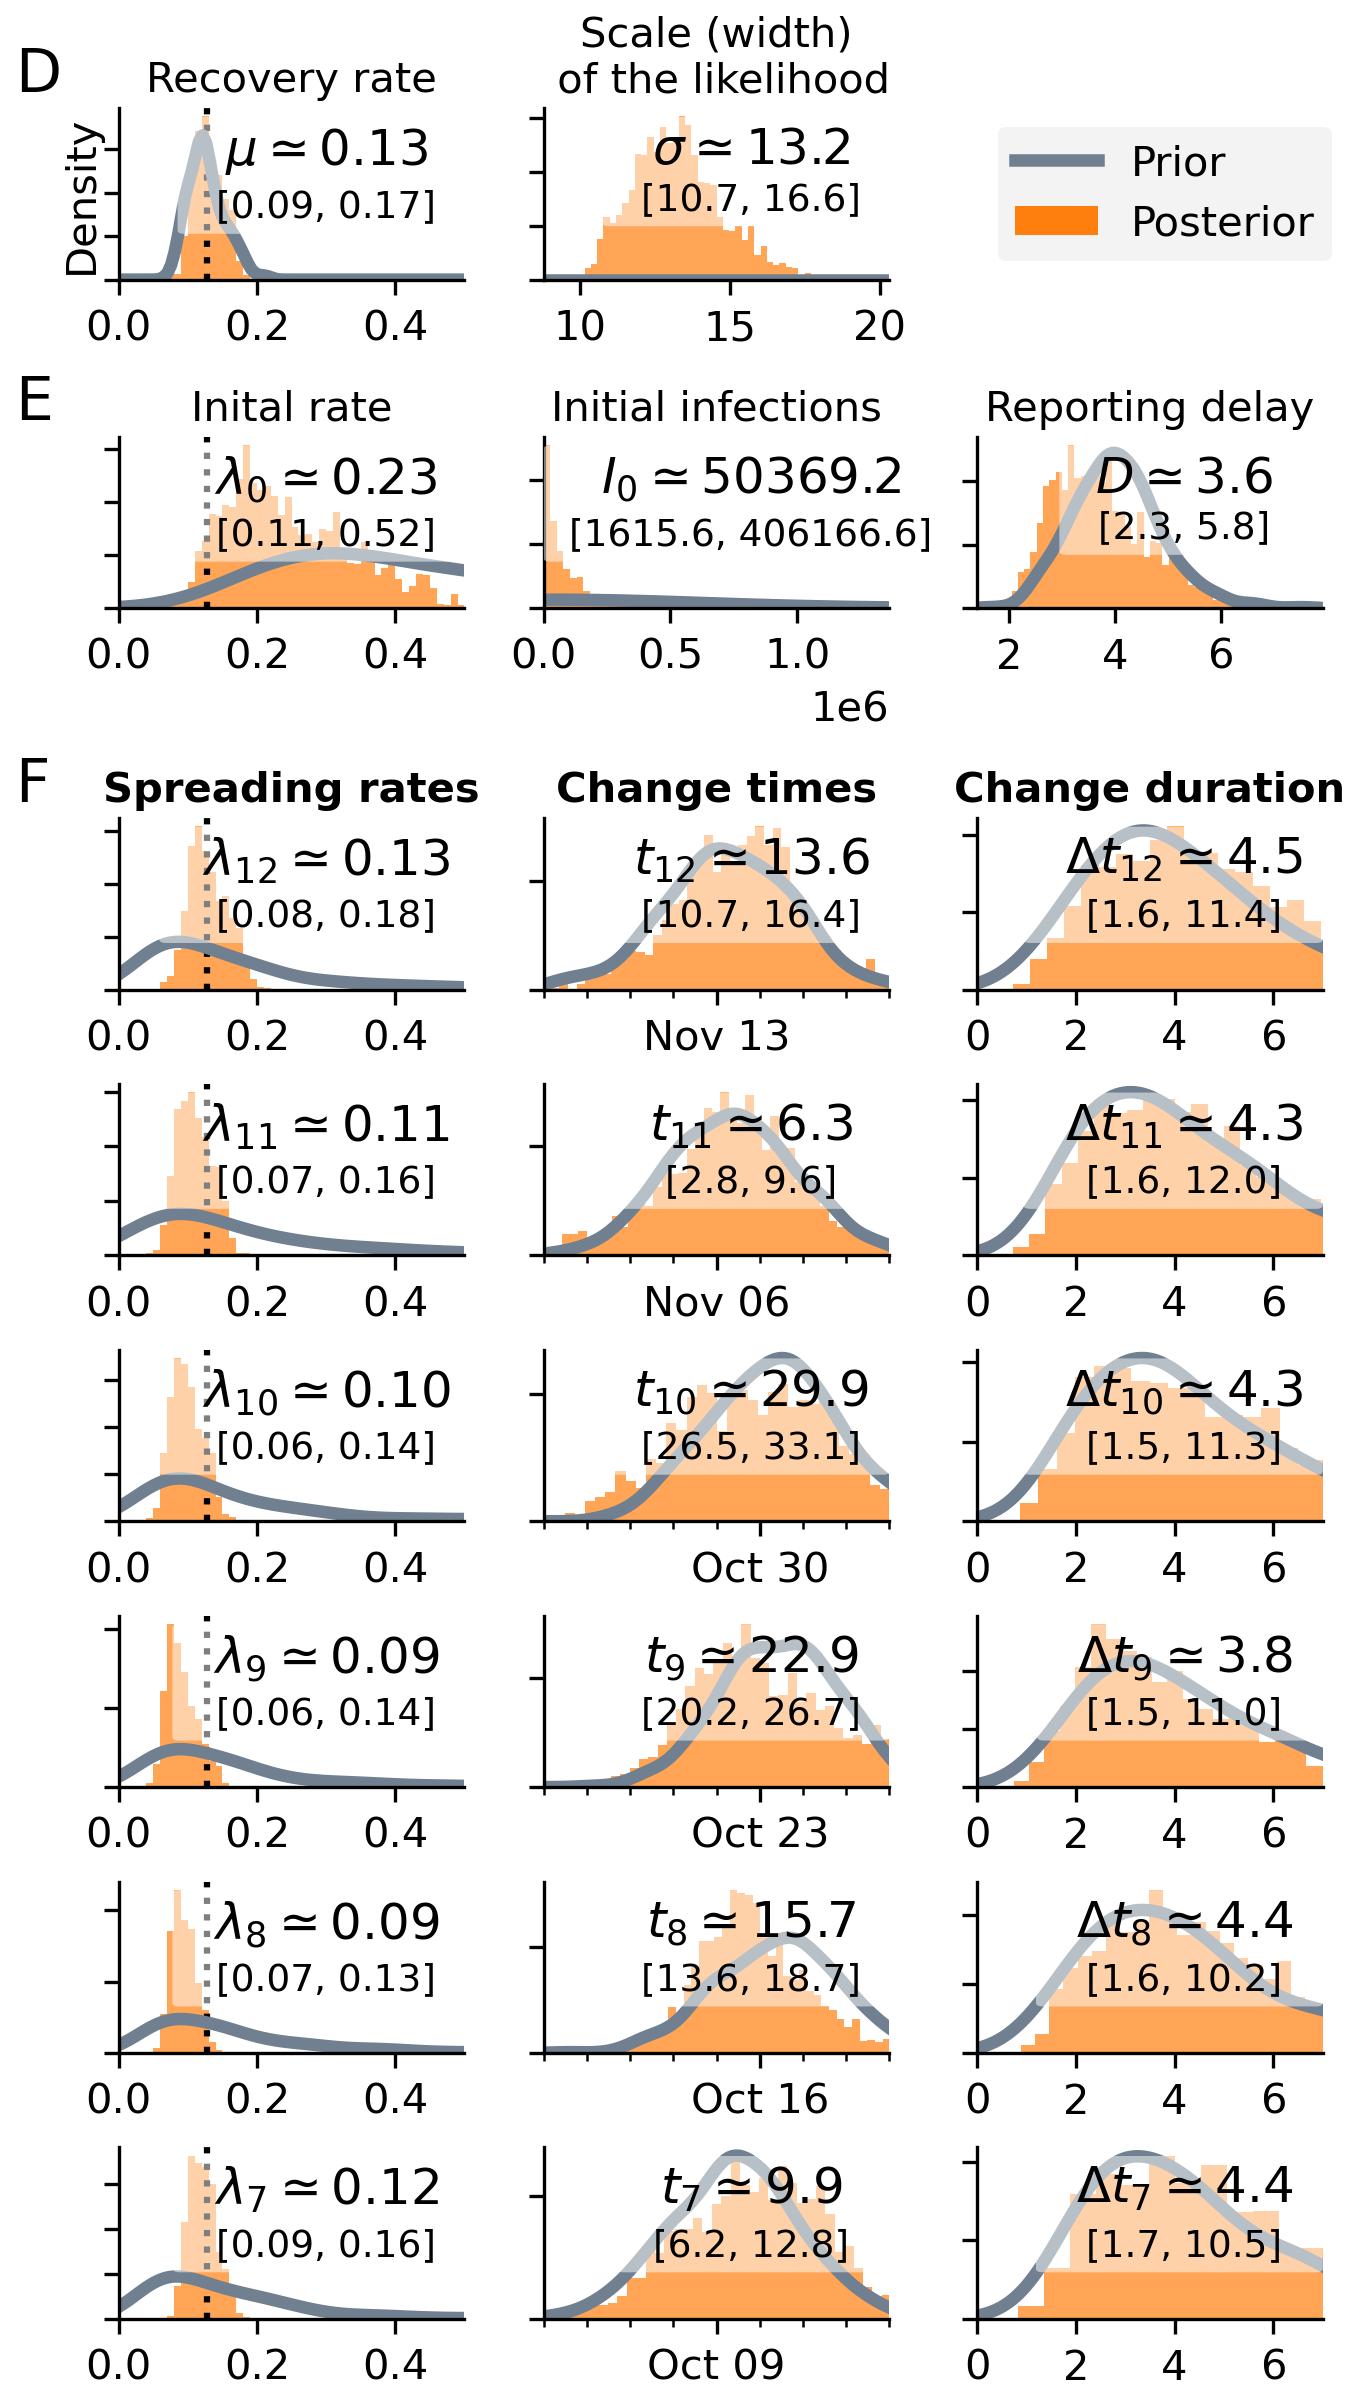 D
Recovery rate
Scale (width)
of the likelihood
Density
μ ≃ 0.13
[0.09, 0.17]
0.0 0.2 0.4
σ ≃ 13.2
[10.7, 16.6]
10 15 20
Prior
Posterior
E
Inital rate
λ0 ≃ 0.23
[0.11, 0.52]
0.0 0.2 0.4
Initial infections
I0 ≃ 50369.2
[1615.6, 406166.6]
0.0 0.5 1.0
1e6
Reporting delay
D ≃ 3.6
[2.3, 5.8]
2 4 6
F
Spreading rates
Change times
Change duration
λ12 ≃ 0.13
[0.08, 0.18]
0.0 0.2 0.4
t12 ≃ 13.6
[10.7, 16.4]
Nov 13
Δt12 ≃ 4.5
[1.6, 11.4]
0 2 4 6
λ11 ≃ 0.11
[0.07, 0.16]
0.0 0.2 0.4
t11 ≃ 6.3
[2.8, 9.6]
Nov 06
Δt11 ≃ 4.3
[1.6, 12.0]
0 2 4 6
λ10 ≃ 0.10
[0.06, 0.14]
0.0 0.2 0.4
t10 ≃ 29.9
[26.5, 33.1]
Oct 30
Δt10 ≃ 4.3
[1.5, 11.3]
0 2 4 6
λ9 ≃ 0.09
[0.06, 0.14]
0.0 0.2 0.4
t9 ≃ 22.9
[20.2, 26.7]
Oct 23
Δt9 ≃ 3.8
[1.5, 11.0]
0 2 4 6
λ8 ≃ 0.09
[0.07, 0.13]
0.0 0.2 0.4
t8 ≃ 15.7
[13.6, 18.7]
Oct 16
Δt8 ≃ 4.4
[1.6, 10.2]
0 2 4 6
λ7 ≃ 0.12
[0.09, 0.16]
0.0 0.2 0.4
t7 ≃ 9.9
[6.2, 12.8]
Oct 09
Δt7 ≃ 4.4
[1.7, 10.5]
0 2 4 6